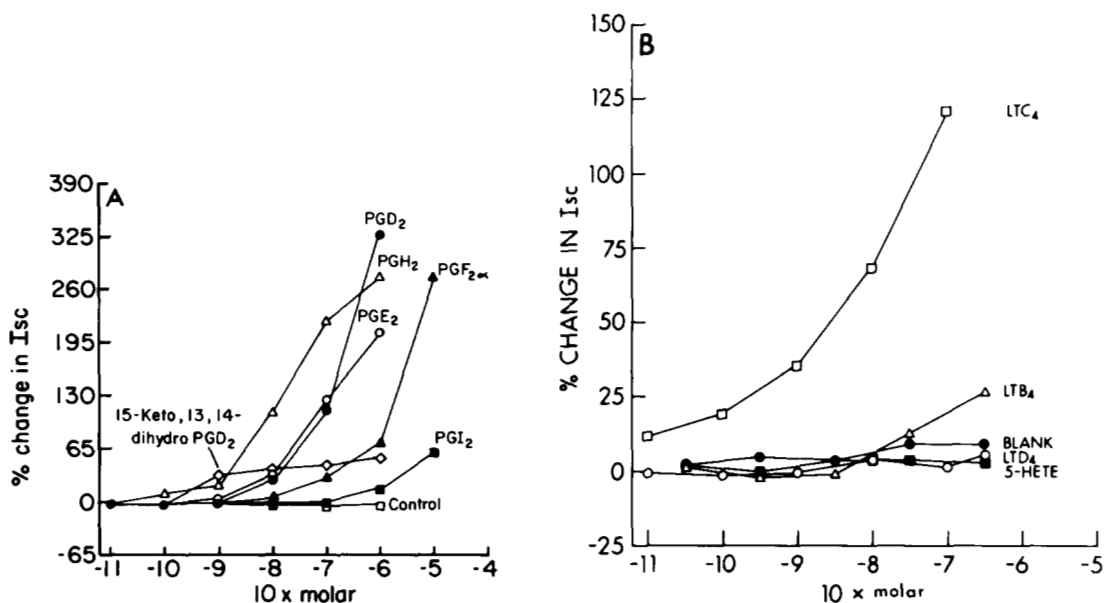 A
% change in Isc
390
325
260
195
130
65
0
-65
PGD2
PGH2
PGF2α
PGE2
15-Keto, 13, 14-
dihydro PGD2
PGI2
Control
-11 -10 -9 -8 -7 -6 -5 -4
10 x molar
B
% CHANGE IN Isc
150
125
100
75
50
25
0
-25
LTC4
LTB4
BLANK
LTD4
5-HETE
-11 -10 -9 -8 -7 -6 -5
10 x molar